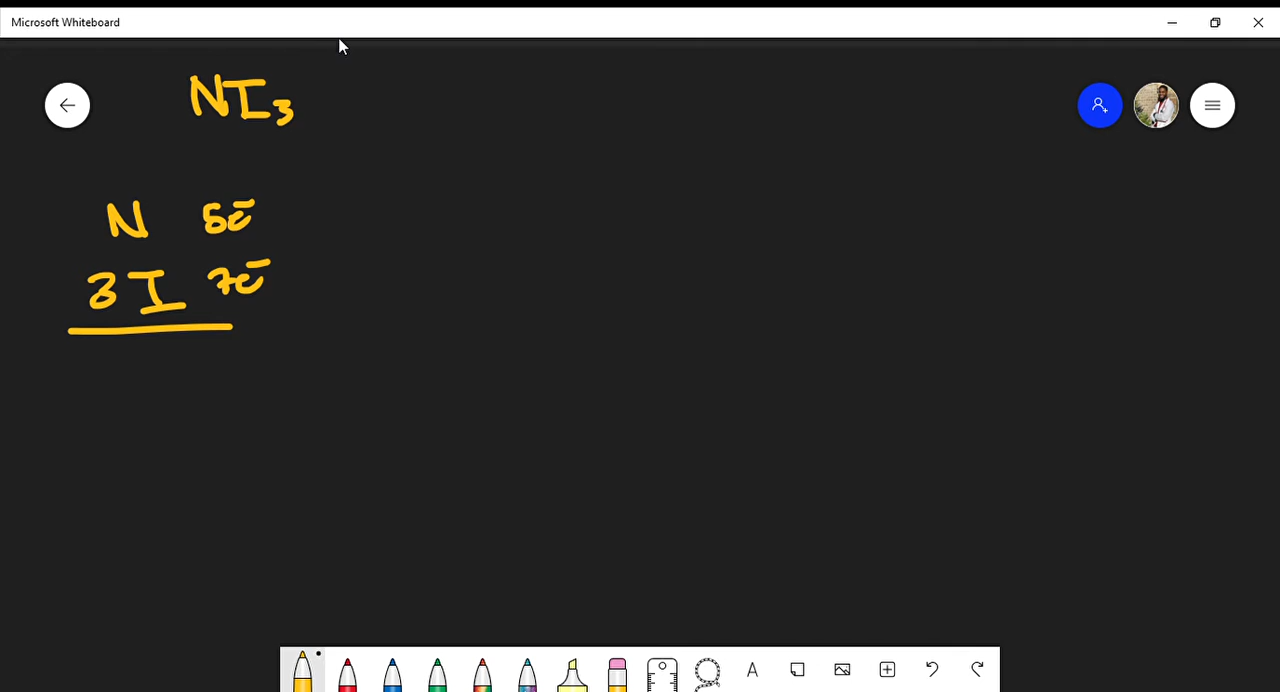 Microsoft Whiteboard
NI₃
N 5e⁻
3 I 7e⁻
A